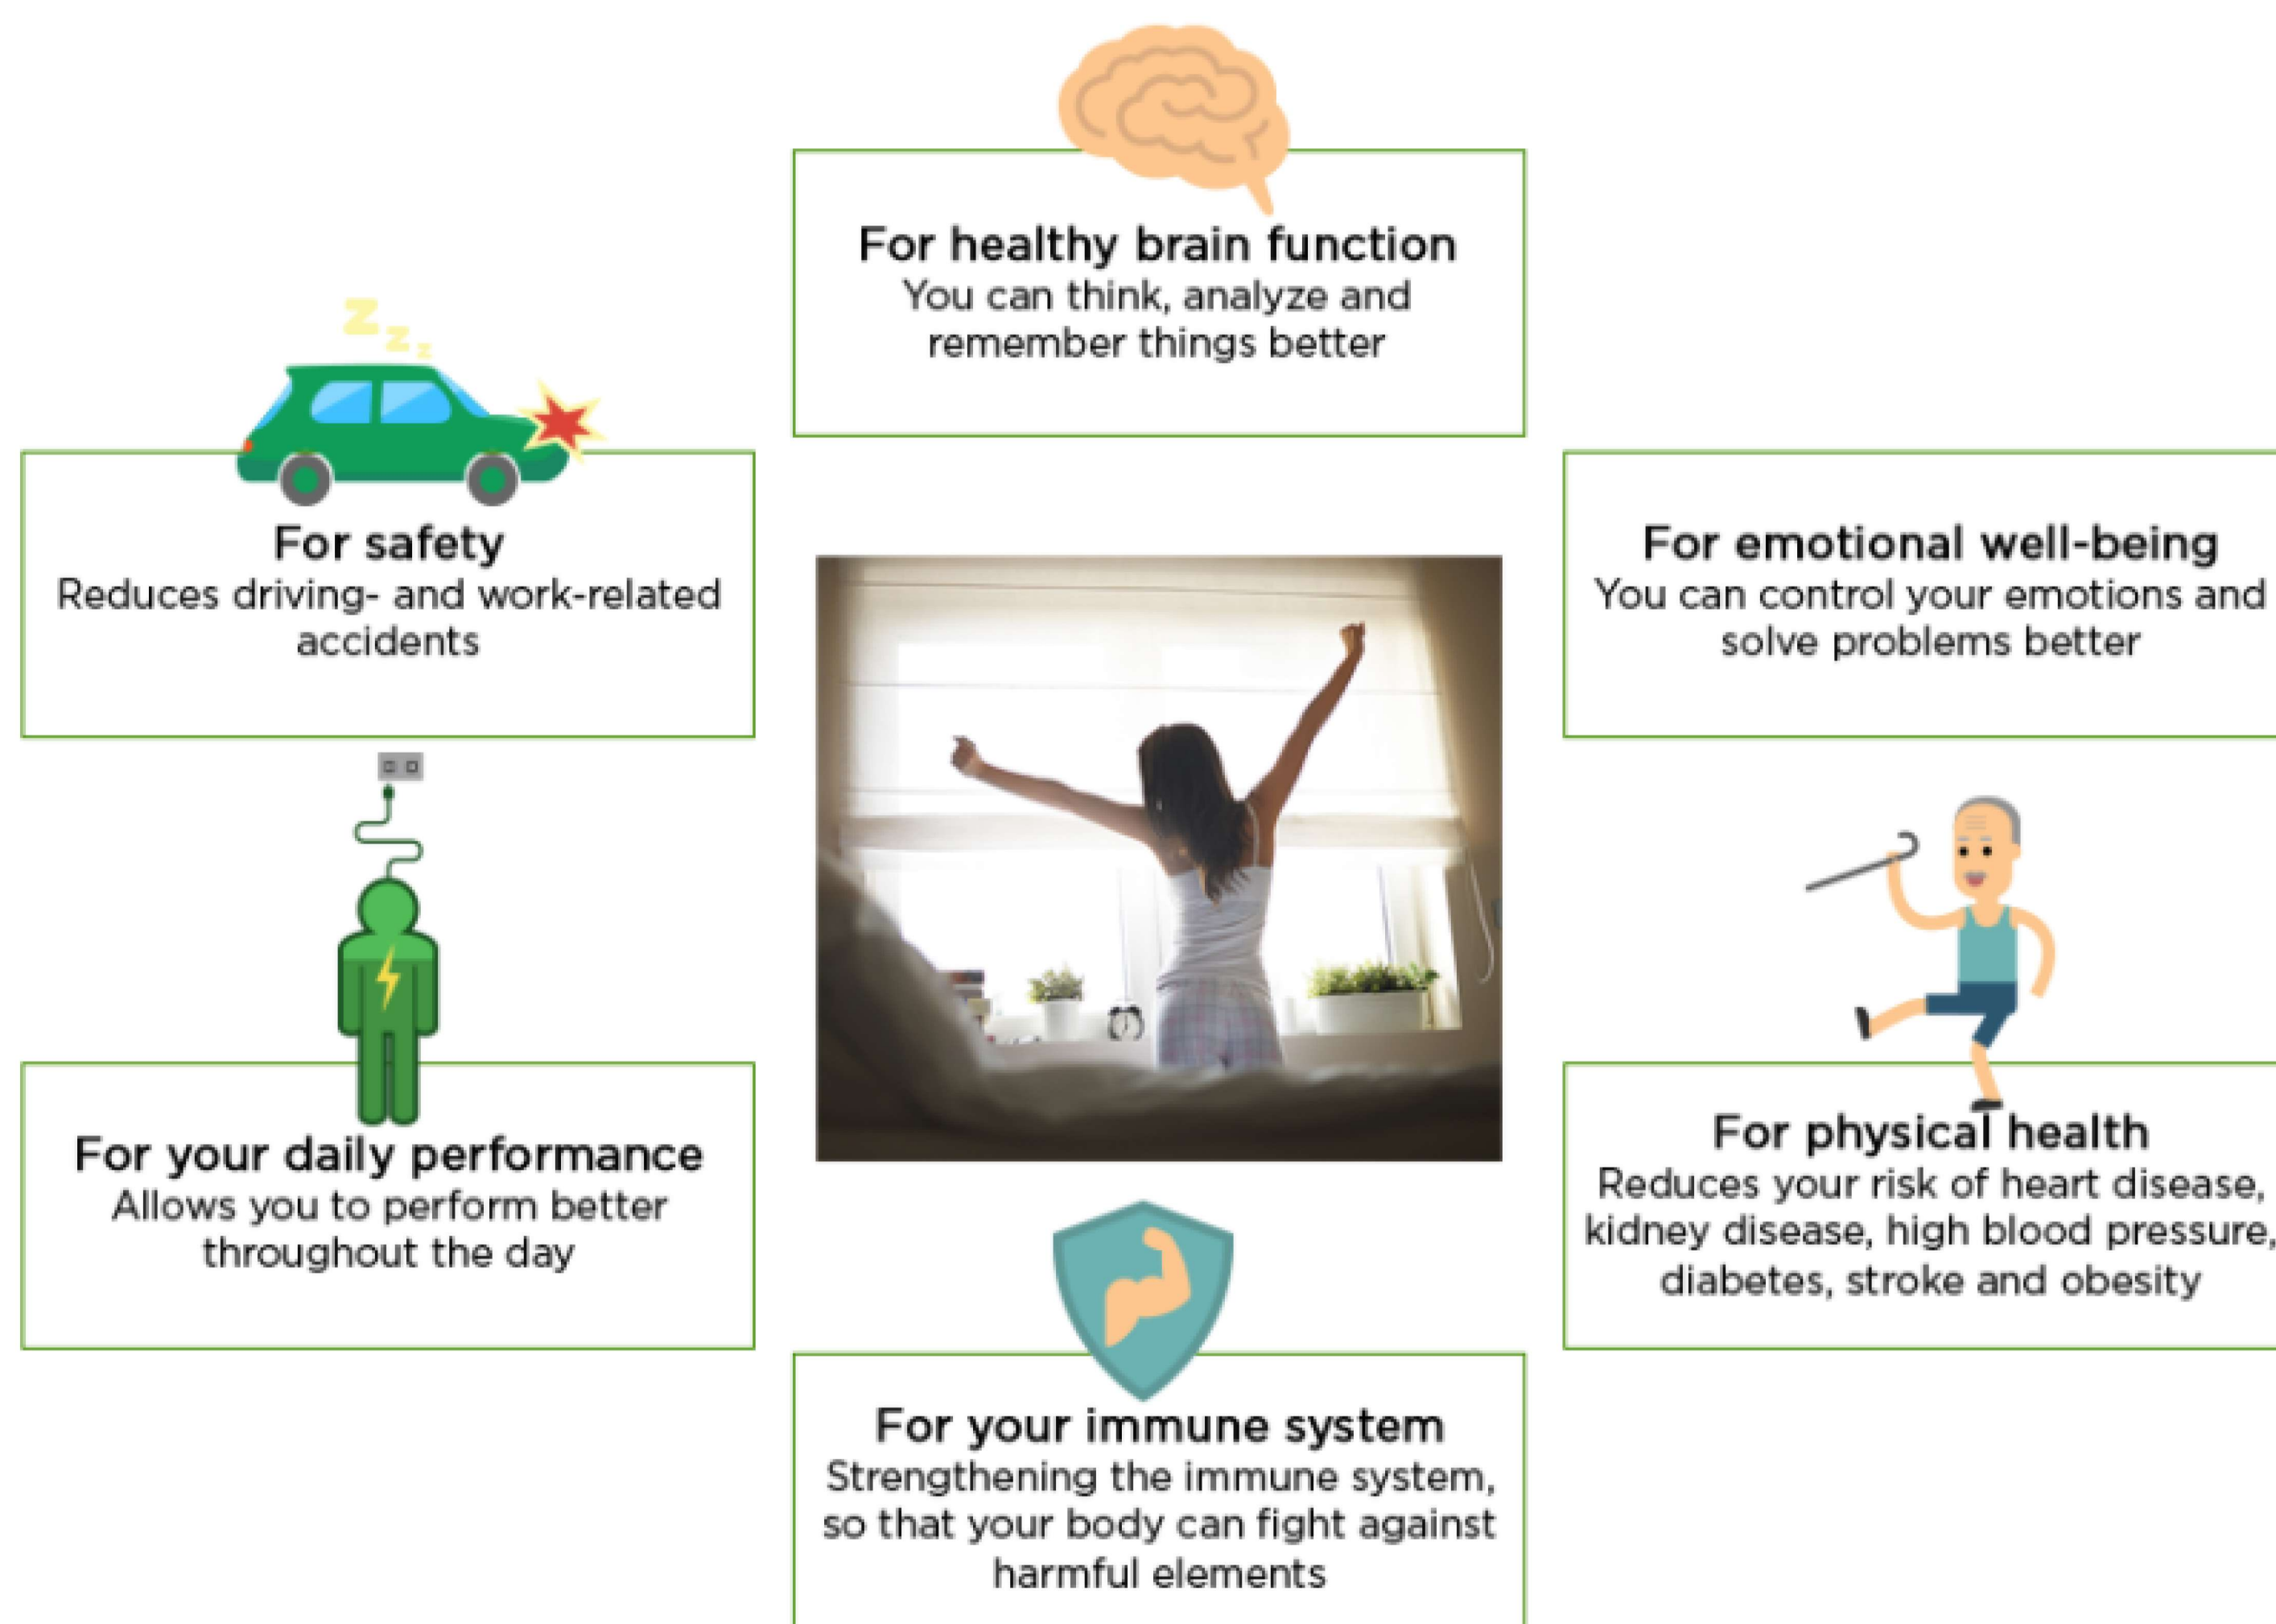 For healthy brain function
You can think, analyze and
remember things better
For safety
Reduces driving- and work-related
accidents
For emotional well-being
You can control your emotions and
solve problems better
For your daily performance
Allows you to perform better
throughout the day
For physical health
Reduces your risk of heart disease,
kidney disease, high blood pressure,
diabetes, stroke and obesity
For your immune system
Strengthening the immune system,
so that your body can fight against
harmful elements
z
z
z